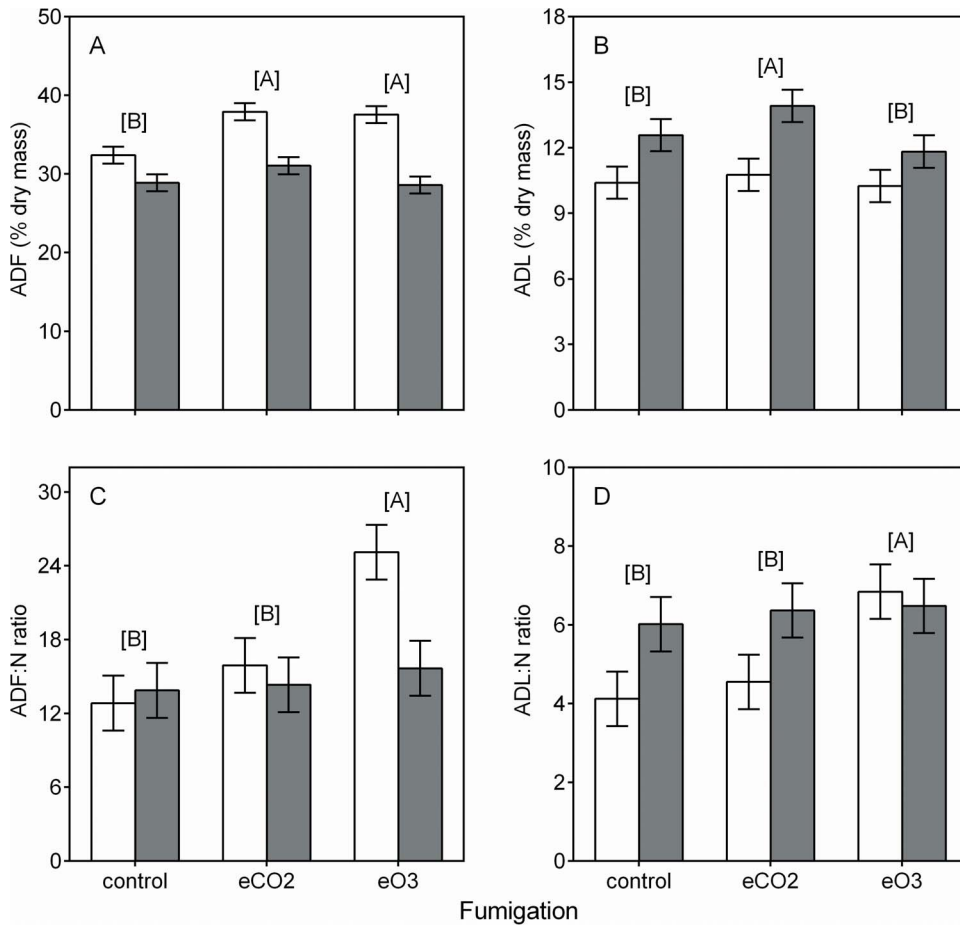 A
ADF (% dry mass)
50
40
30
20
10
0
[B]
[A]
[A]
B
ADL (% dry mass)
18
15
12
9
6
3
0
[B]
[A]
[B]
C
ADF:N ratio
30
24
18
12
6
0
[B]
[B]
[A]
control
eCO2
eO3
D
ADL:N ratio
10
8
6
4
2
0
[B]
[B]
[A]
control
eCO2
eO3
Fumigation